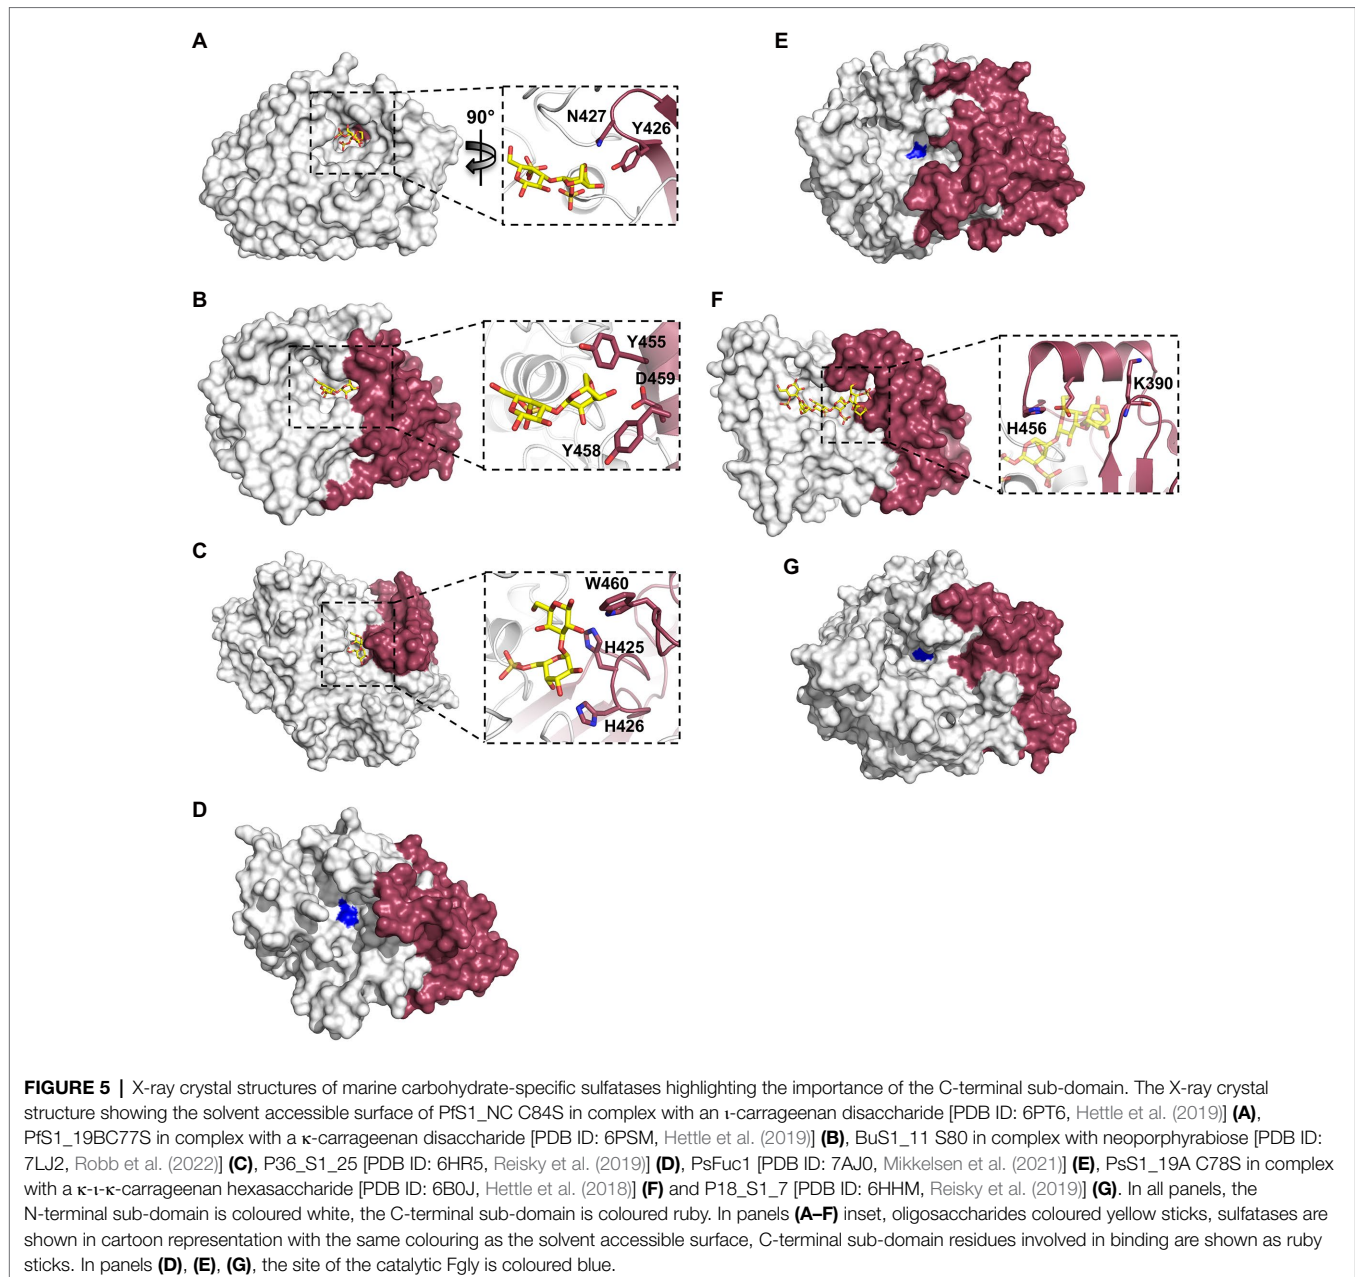 A
90°
N427
Y426
E
B
Y455
D459
Y458
F
K390
H456
C
W460
H425
H426
G
D
FIGURE 5 | X-ray crystal structures of marine carbohydrate-specific sulfatases highlighting the importance of the C-terminal sub-domain. The X-ray crystal
structure showing the solvent accessible surface of PfS1_NC C84S in complex with an ι-carrageenan disaccharide [PDB ID: 6PT6, Hettle et al. (2019)] (A),
PfS1_19BC77S in complex with a κ-carrageenan disaccharide [PDB ID: 6PSM, Hettle et al. (2019)] (B), BuS1_11 S80 in complex with neoporphyrabiose [PDB ID:
7LJ2, Robb et al. (2022)] (C), P36_S1_25 [PDB ID: 6HR5, Reisky et al. (2019)] (D), PsFuc1 [PDB ID: 7AJ0, Mikkelsen et al. (2021)] (E), PsS1_19A C78S in complex
with a κ-ι-κ-carrageenan hexasaccharide [PDB ID: 6B0J, Hettle et al. (2018)] (F) and P18_S1_7 [PDB ID: 6HHM, Reisky et al. (2019)] (G). In all panels, the
N-terminal sub-domain is coloured white, the C-terminal sub-domain is coloured ruby. In panels (A–F) inset, oligosaccharides coloured yellow sticks, sulfatases are
shown in cartoon representation with the same colouring as the solvent accessible surface, C-terminal sub-domain residues involved in binding are shown as ruby
sticks. In panels (D), (E), (G), the site of the catalytic Fgly is coloured blue.